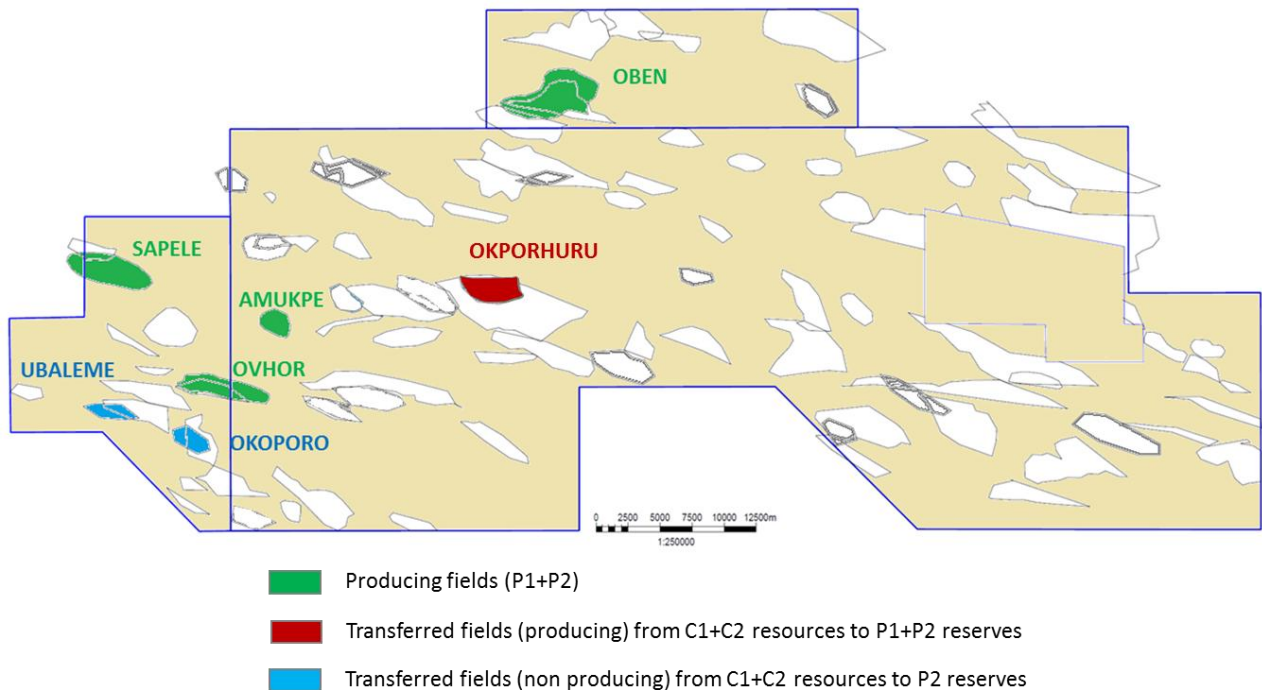 OBEN
SAPELE
OKPORHURU
AMUKPE
UBALEME
OVHOR
OKOPORO
0 2500 5000 7500 10000 12500m
1:250000
Producing fields (P1+P2)
Transferred fields (producing) from C1+C2 resources to P1+P2 reserves
Transferred fields (non producing) from C1+C2 resources to P2 reserves